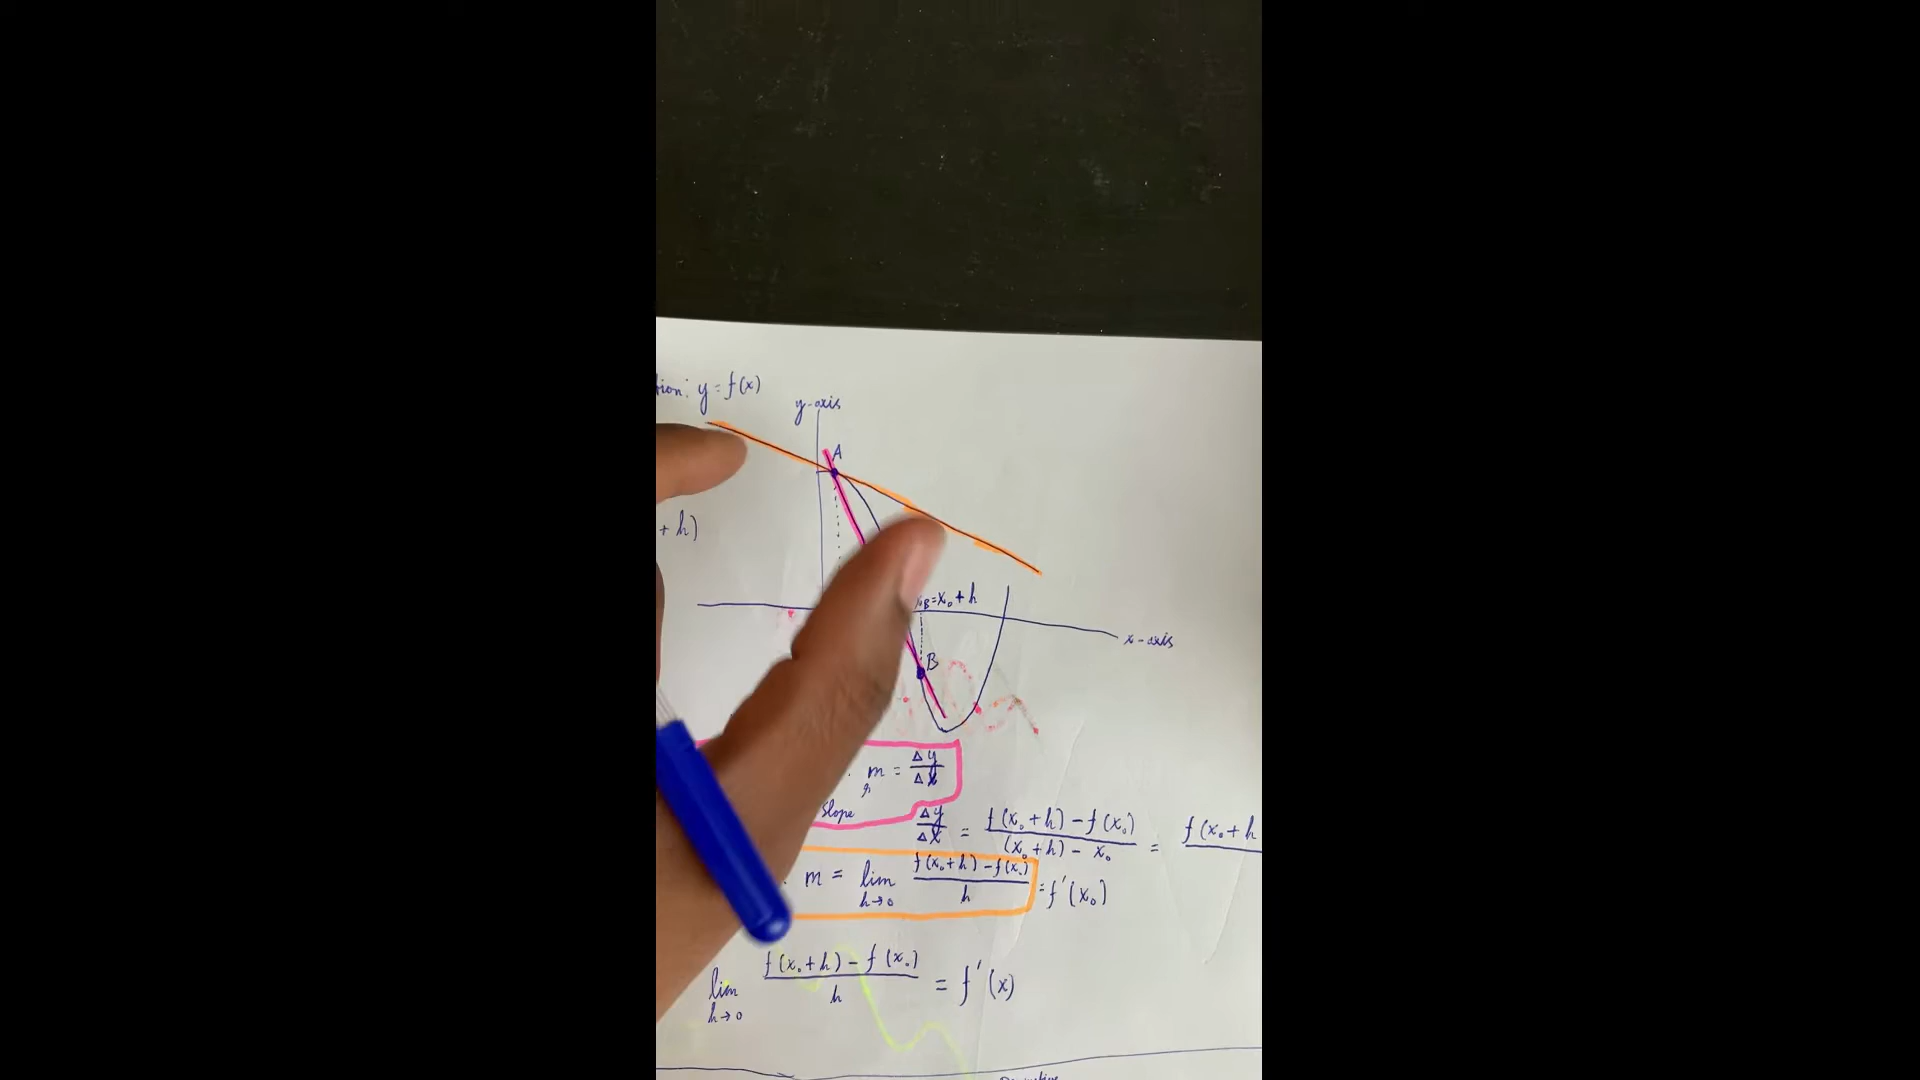 tion: y = f(x)
y-axis
A
+ h)
x_B = x₀ + h
x-axis
B
m = Δy/Δx
slope
Δy/Δx = f(x₀+h) - f(x₀)/(x₀+h) - x₀ = f(x₀+h
m = lim h→0 f(x₀+h) - f(x₀)/h = f'(x₀)
lim h→0 f(x₀+h) - f(x₀)/h = f'(x)